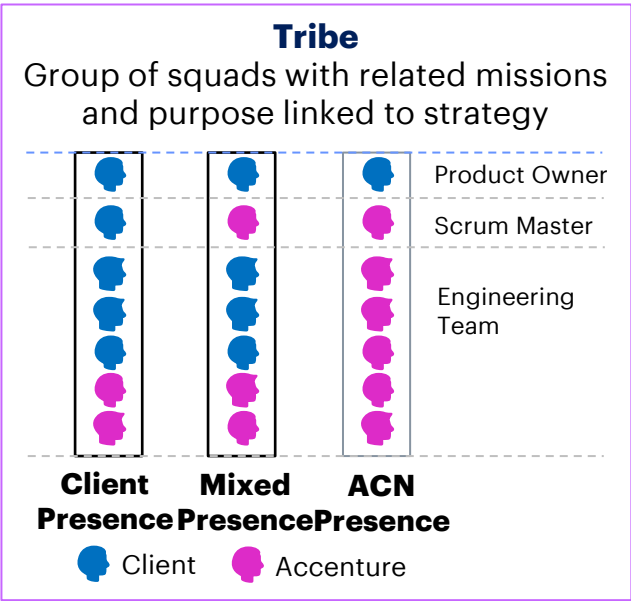 Tribe
Group of squads with related missions
and purpose linked to strategy
Product Owner
Scrum Master
Engineering
Team
Client
Presence
Mixed
Presence
ACN
Presence
Client
Accenture